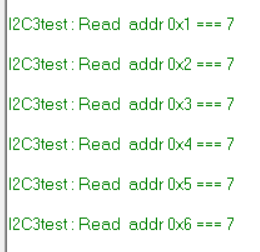 I2C3test : Read  addr 0x1 === 7
I2C3test : Read  addr 0x2 === 7
I2C3test : Read  addr 0x3 === 7
I2C3test : Read  addr 0x4 === 7
I2C3test : Read  addr 0x5 === 7
I2C3test : Read  addr 0x6 === 7